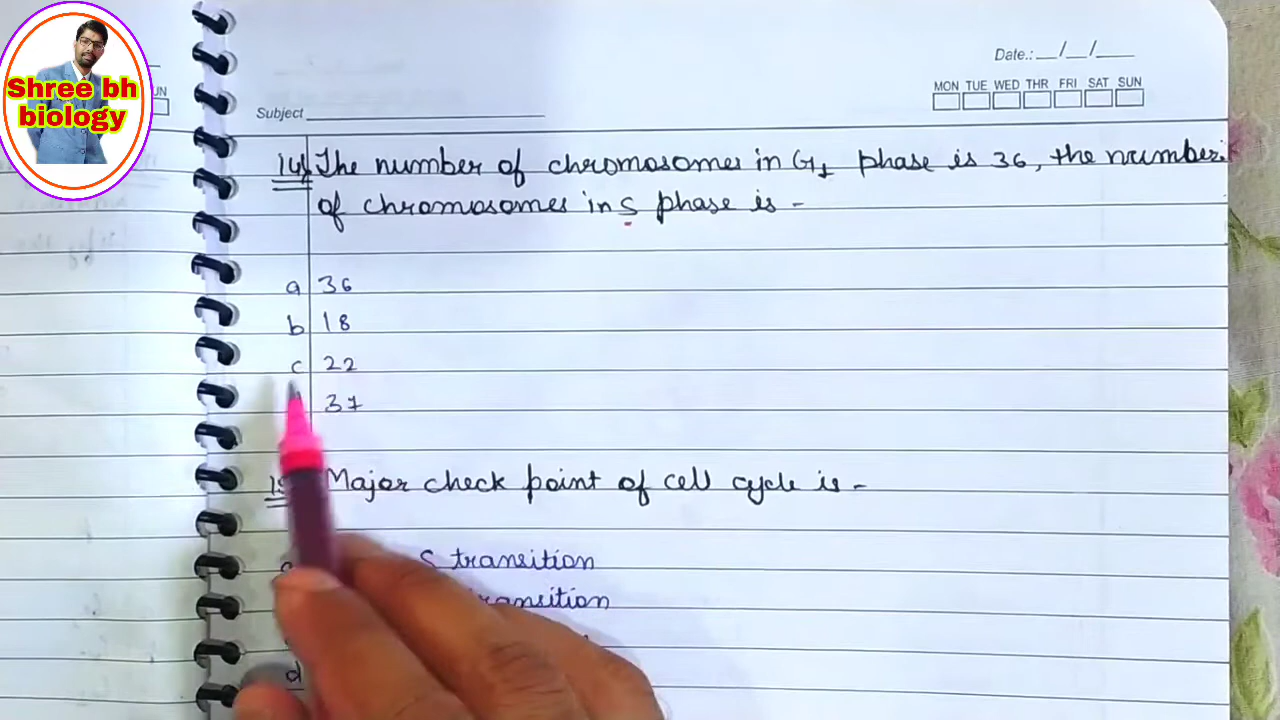 Shree bh
biology
UN
Date.: __/__/____
MON TUE WED THR FRI SAT SUN
Subject
14 The number of chromosomes in G1 phase is 36, the number
of chromosomes in S phase is -
a 36
b 18
c 22
37
Major check point of cell cycle is -
S transition
transition
d